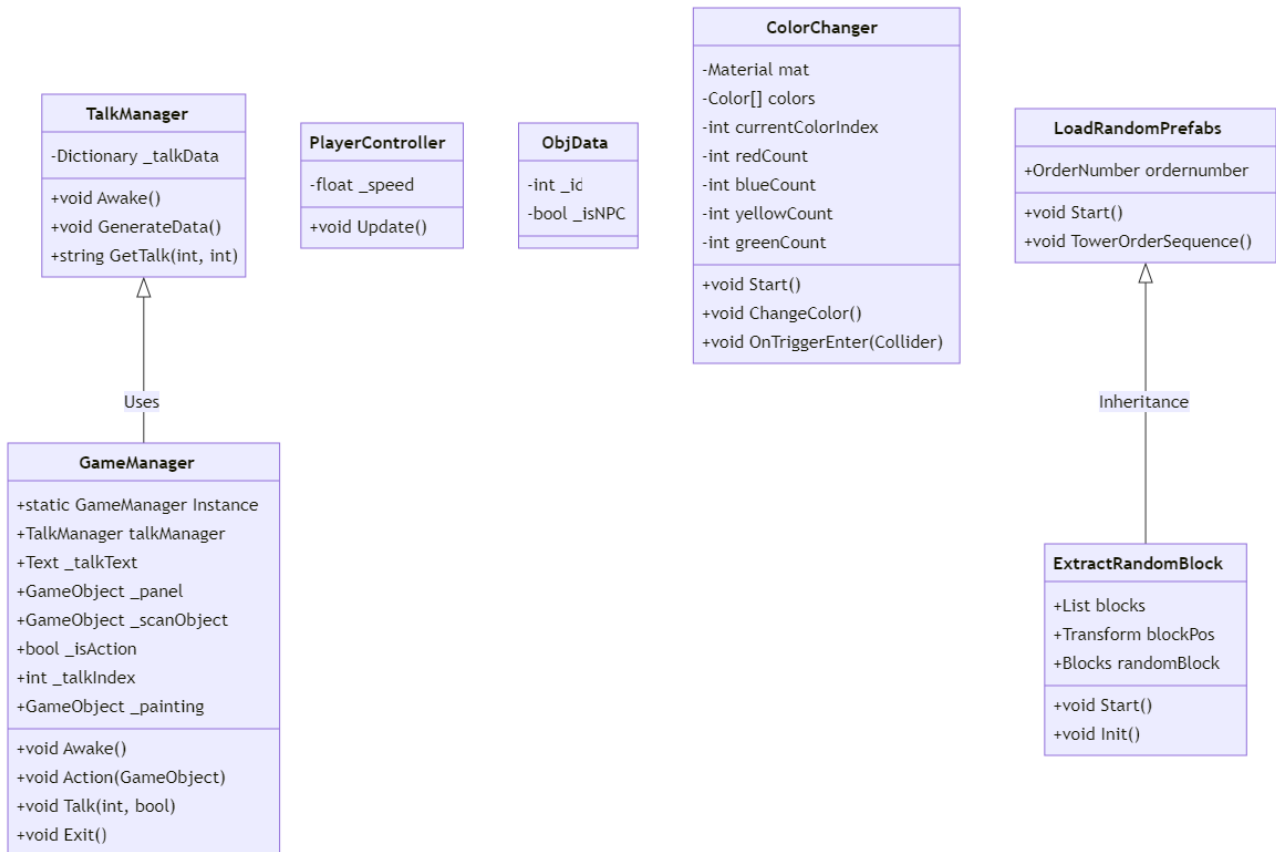 TalkManager
-Dictionary _talkData
+void Awake()
+void GenerateData()
+string GetTalk(int, int)
PlayerController
-float _speed
+void Update()
ObjData
-int _id
-bool _isNPC
ColorChanger
-Material mat
-Color[] colors
-int currentColorIndex
-int redCount
-int blueCount
-int yellowCount
-int greenCount
+void Start()
+void ChangeColor()
+void OnTriggerEnter(Collider)
LoadRandomPrefabs
+OrderNumber ordernumber
+void Start()
+void TowerOrderSequence()
Uses
Inheritance
GameManager
+static GameManager Instance
+TalkManager talkManager
+Text _talkText
+GameObject _panel
+GameObject _scanObject
+bool _isAction
+int _talkIndex
+GameObject _painting
+void Awake()
+void Action(GameObject)
+void Talk(int, bool)
+void Exit()
ExtractRandomBlock
+List blocks
+Transform blockPos
+Blocks randomBlock
+void Start()
+void Init()